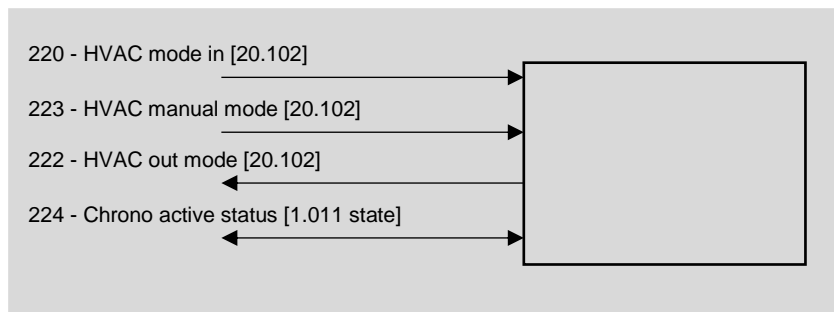 220 - HVAC mode in [20.102]
223 - HVAC manual mode [20.102]
222 - HVAC out mode [20.102]
224 - Chrono active status [1.011 state]